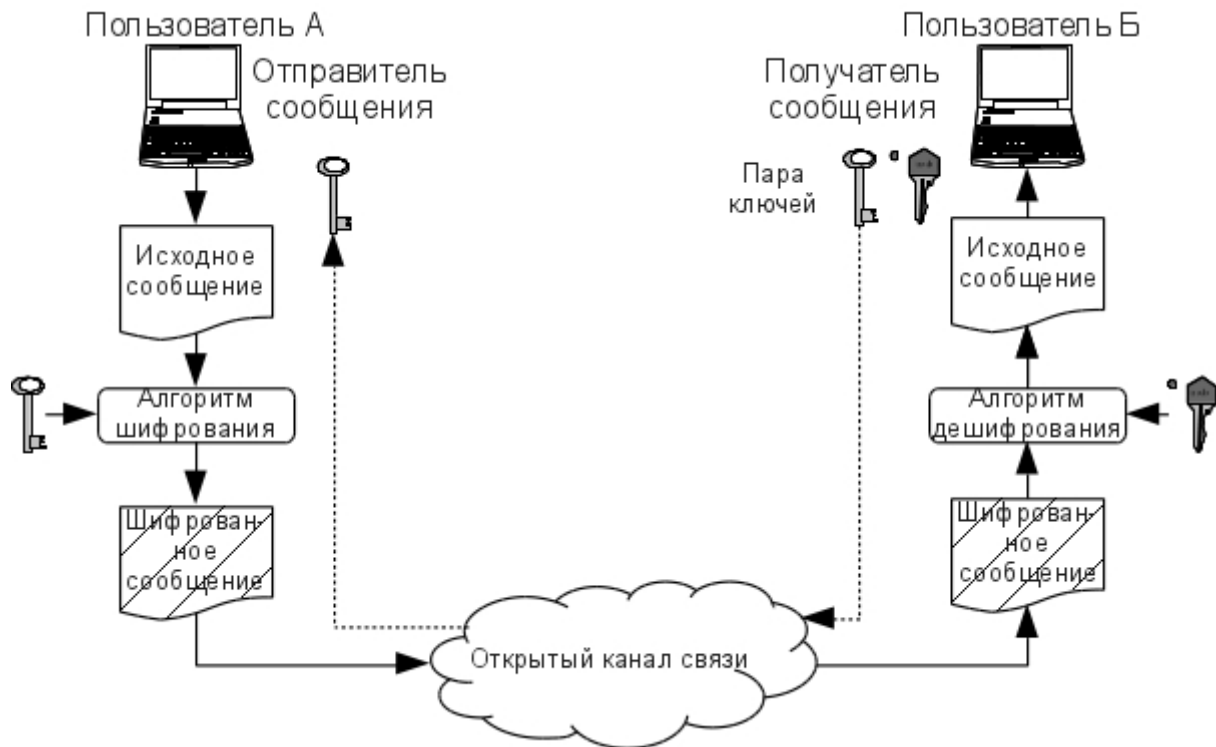 Пользователь А
Отправитель
сообщения
Пользователь Б
Получатель
сообщения
Пара
ключей
Исходное
сообщение
Алгоритм
шифрования
Шифрован-
ное
сообщение
Открытый канал связи
Исходное
сообщение
Алгоритм
дешифрования
Шифрован-
ное
сообщение